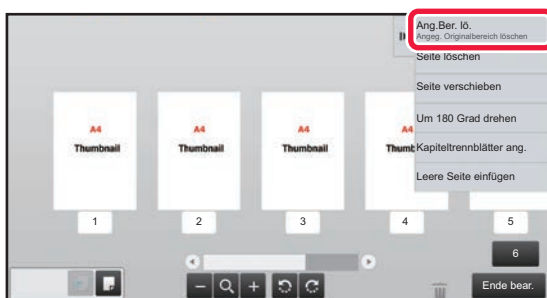 Ang.Ber. lö.
Angeg. Originalbereich löschen
Seite löschen
Seite verschieben
Um 180 Grad drehen
Kapiteltrennblätter ang.
Leere Seite einfügen
A4
Thumbnail
A4
Thumbnail
A4
Thumbnail
A4
Thumb
1
2
3
4
5
6
Ende bear.